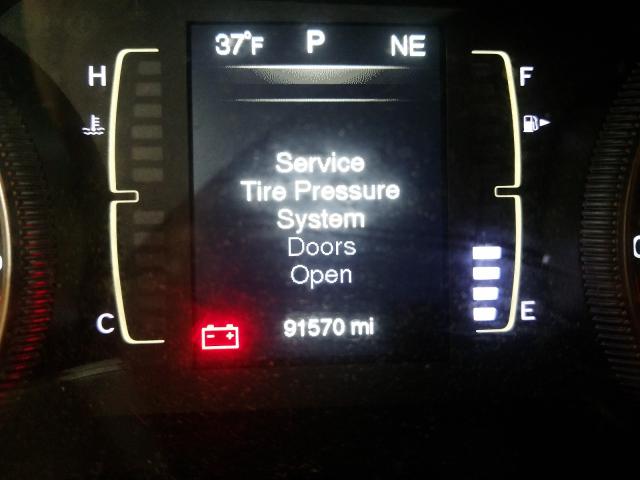 37°F P NE
H F
Service
Tire Pressure
System
Doors
Open
C E
91570 mi